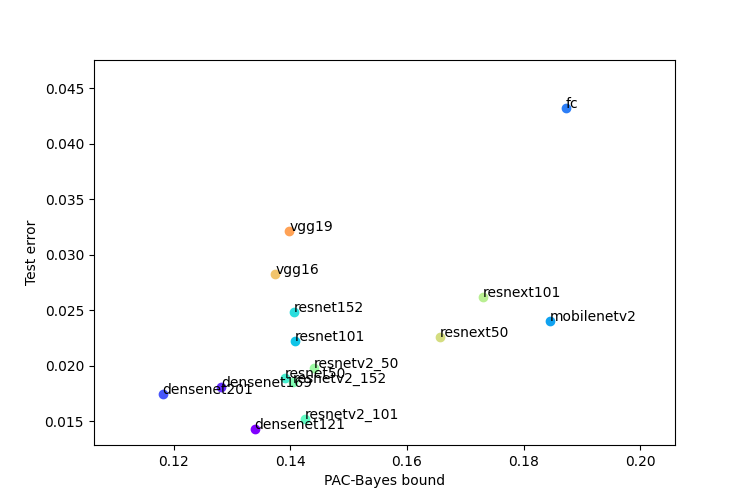 0.045
0.040
0.035
0.030
0.025
0.020
0.015
Test error
fc
vgg19
vgg16
resnext101
resnet152
mobilenetv2
resnet101
resnext50
resnetv2_50
resnet50
resnetv2_152
densenet169
densenet201
resnetv2_101
densenet121
0.12 0.14 0.16 0.18 0.20
PAC-Bayes bound